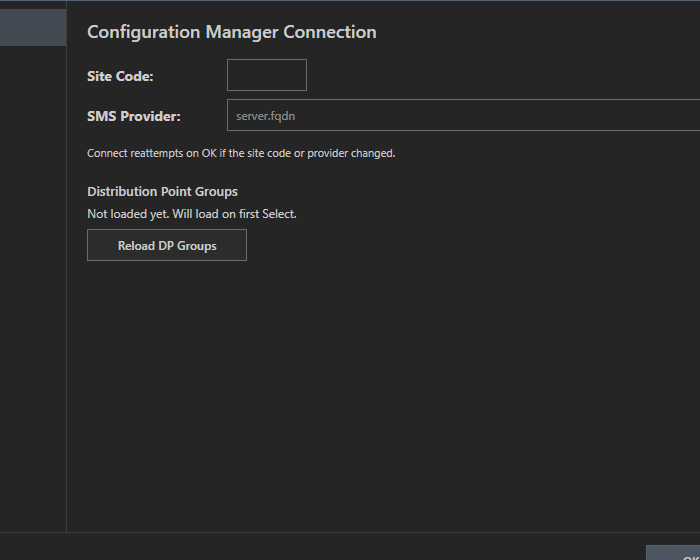 Configuration Manager Connection
Site Code:
SMS Provider: server.fqdn
Connect reattempts on OK if the site code or provider changed.
Distribution Point Groups
Not loaded yet. Will load on first Select.
Reload DP Groups
OK